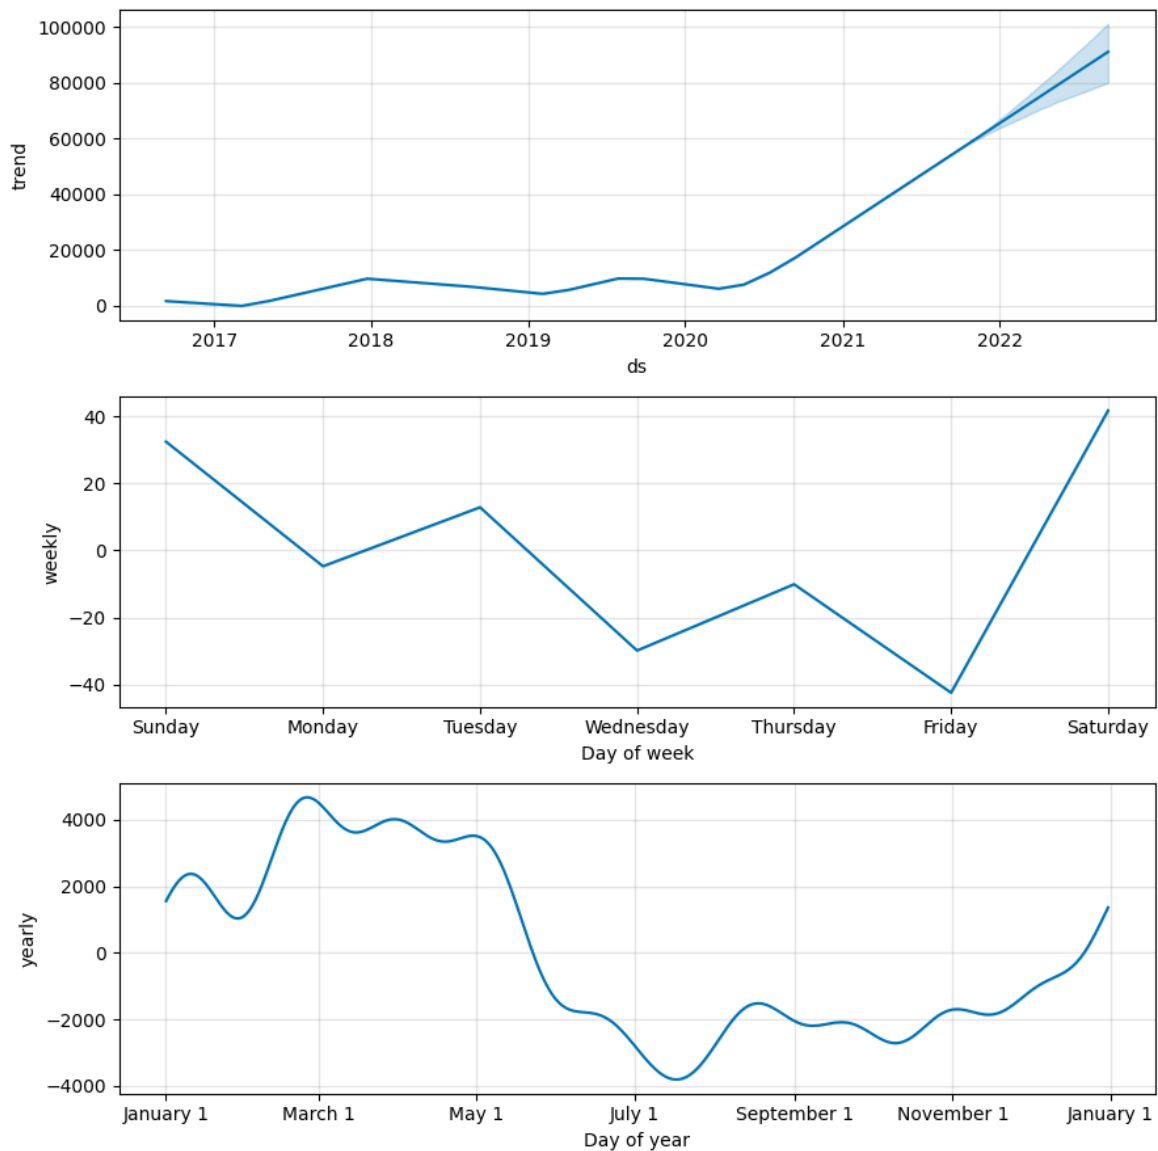 100000
80000
60000
40000
20000
0
trend
2017 2018 2019 2020 2021 2022
ds
40
20
0
−20
−40
weekly
Sunday Monday Tuesday Wednesday Thursday Friday Saturday
Day of week
4000
2000
0
−2000
−4000
yearly
January 1 March 1 May 1 July 1 September 1 November 1 January 1
Day of year